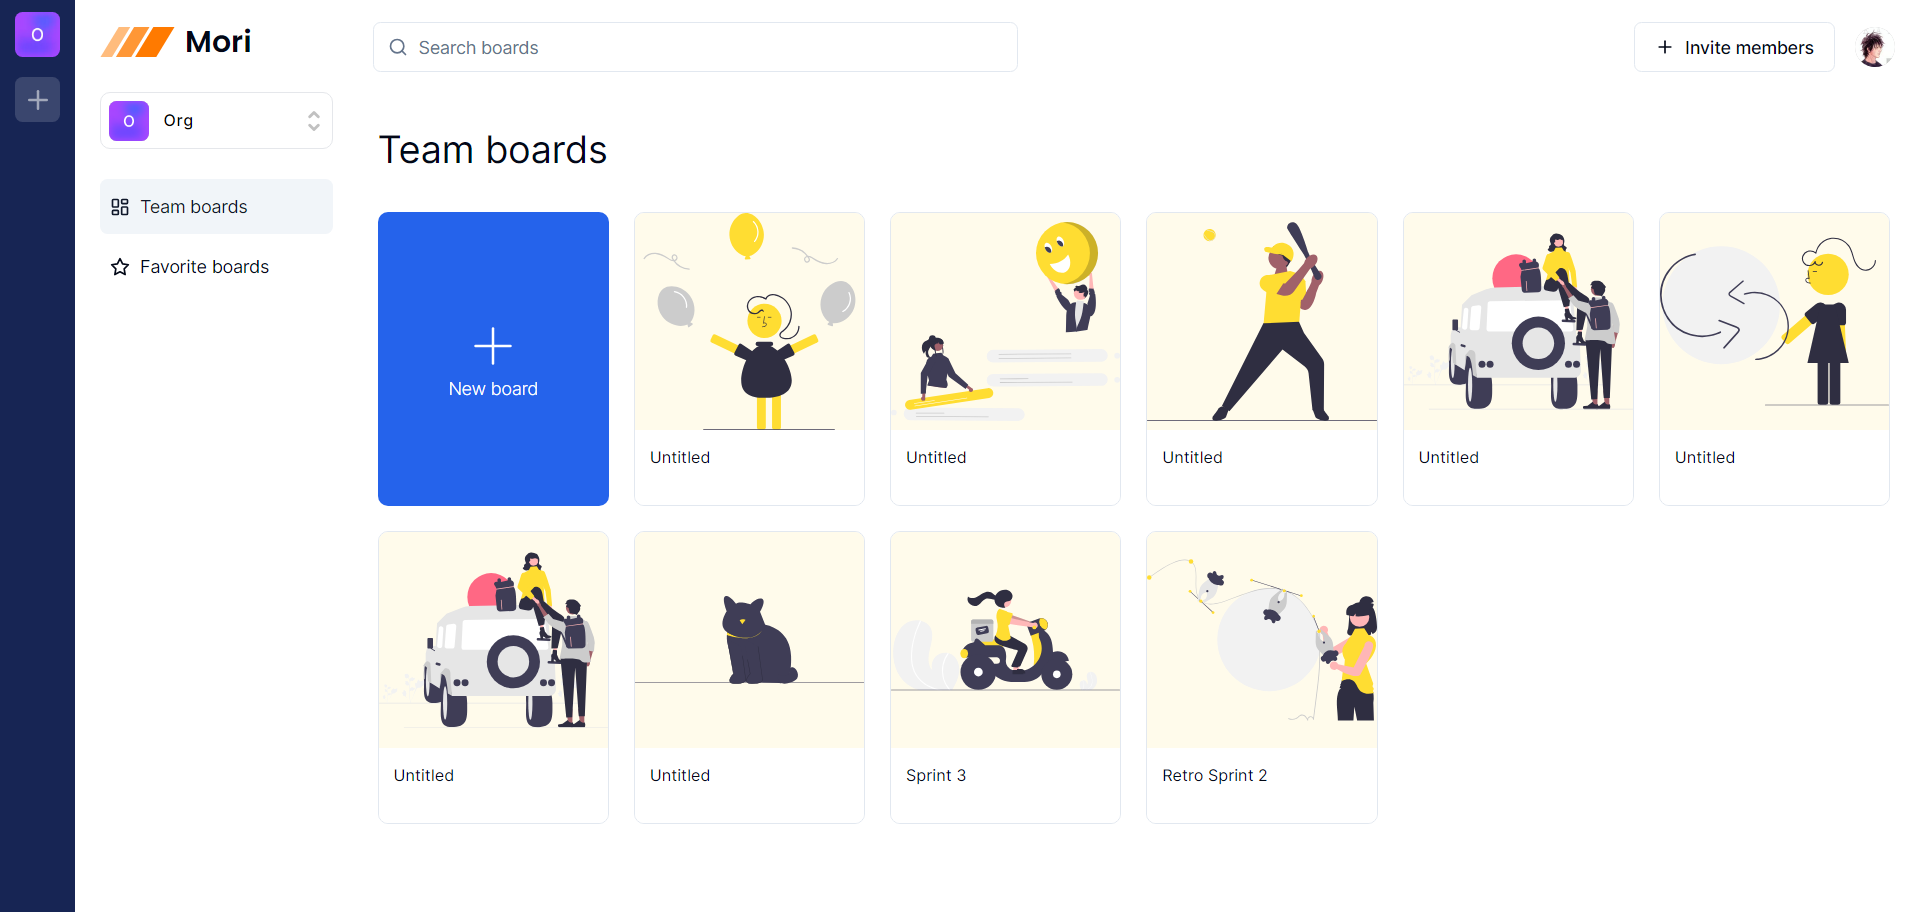 O
Mori
Search boards
Invite members
O
Org
Team boards
Team boards
Favorite boards
New board
Untitled
Untitled
Untitled
Untitled
Untitled
Untitled
Untitled
Sprint 3
Retro Sprint 2